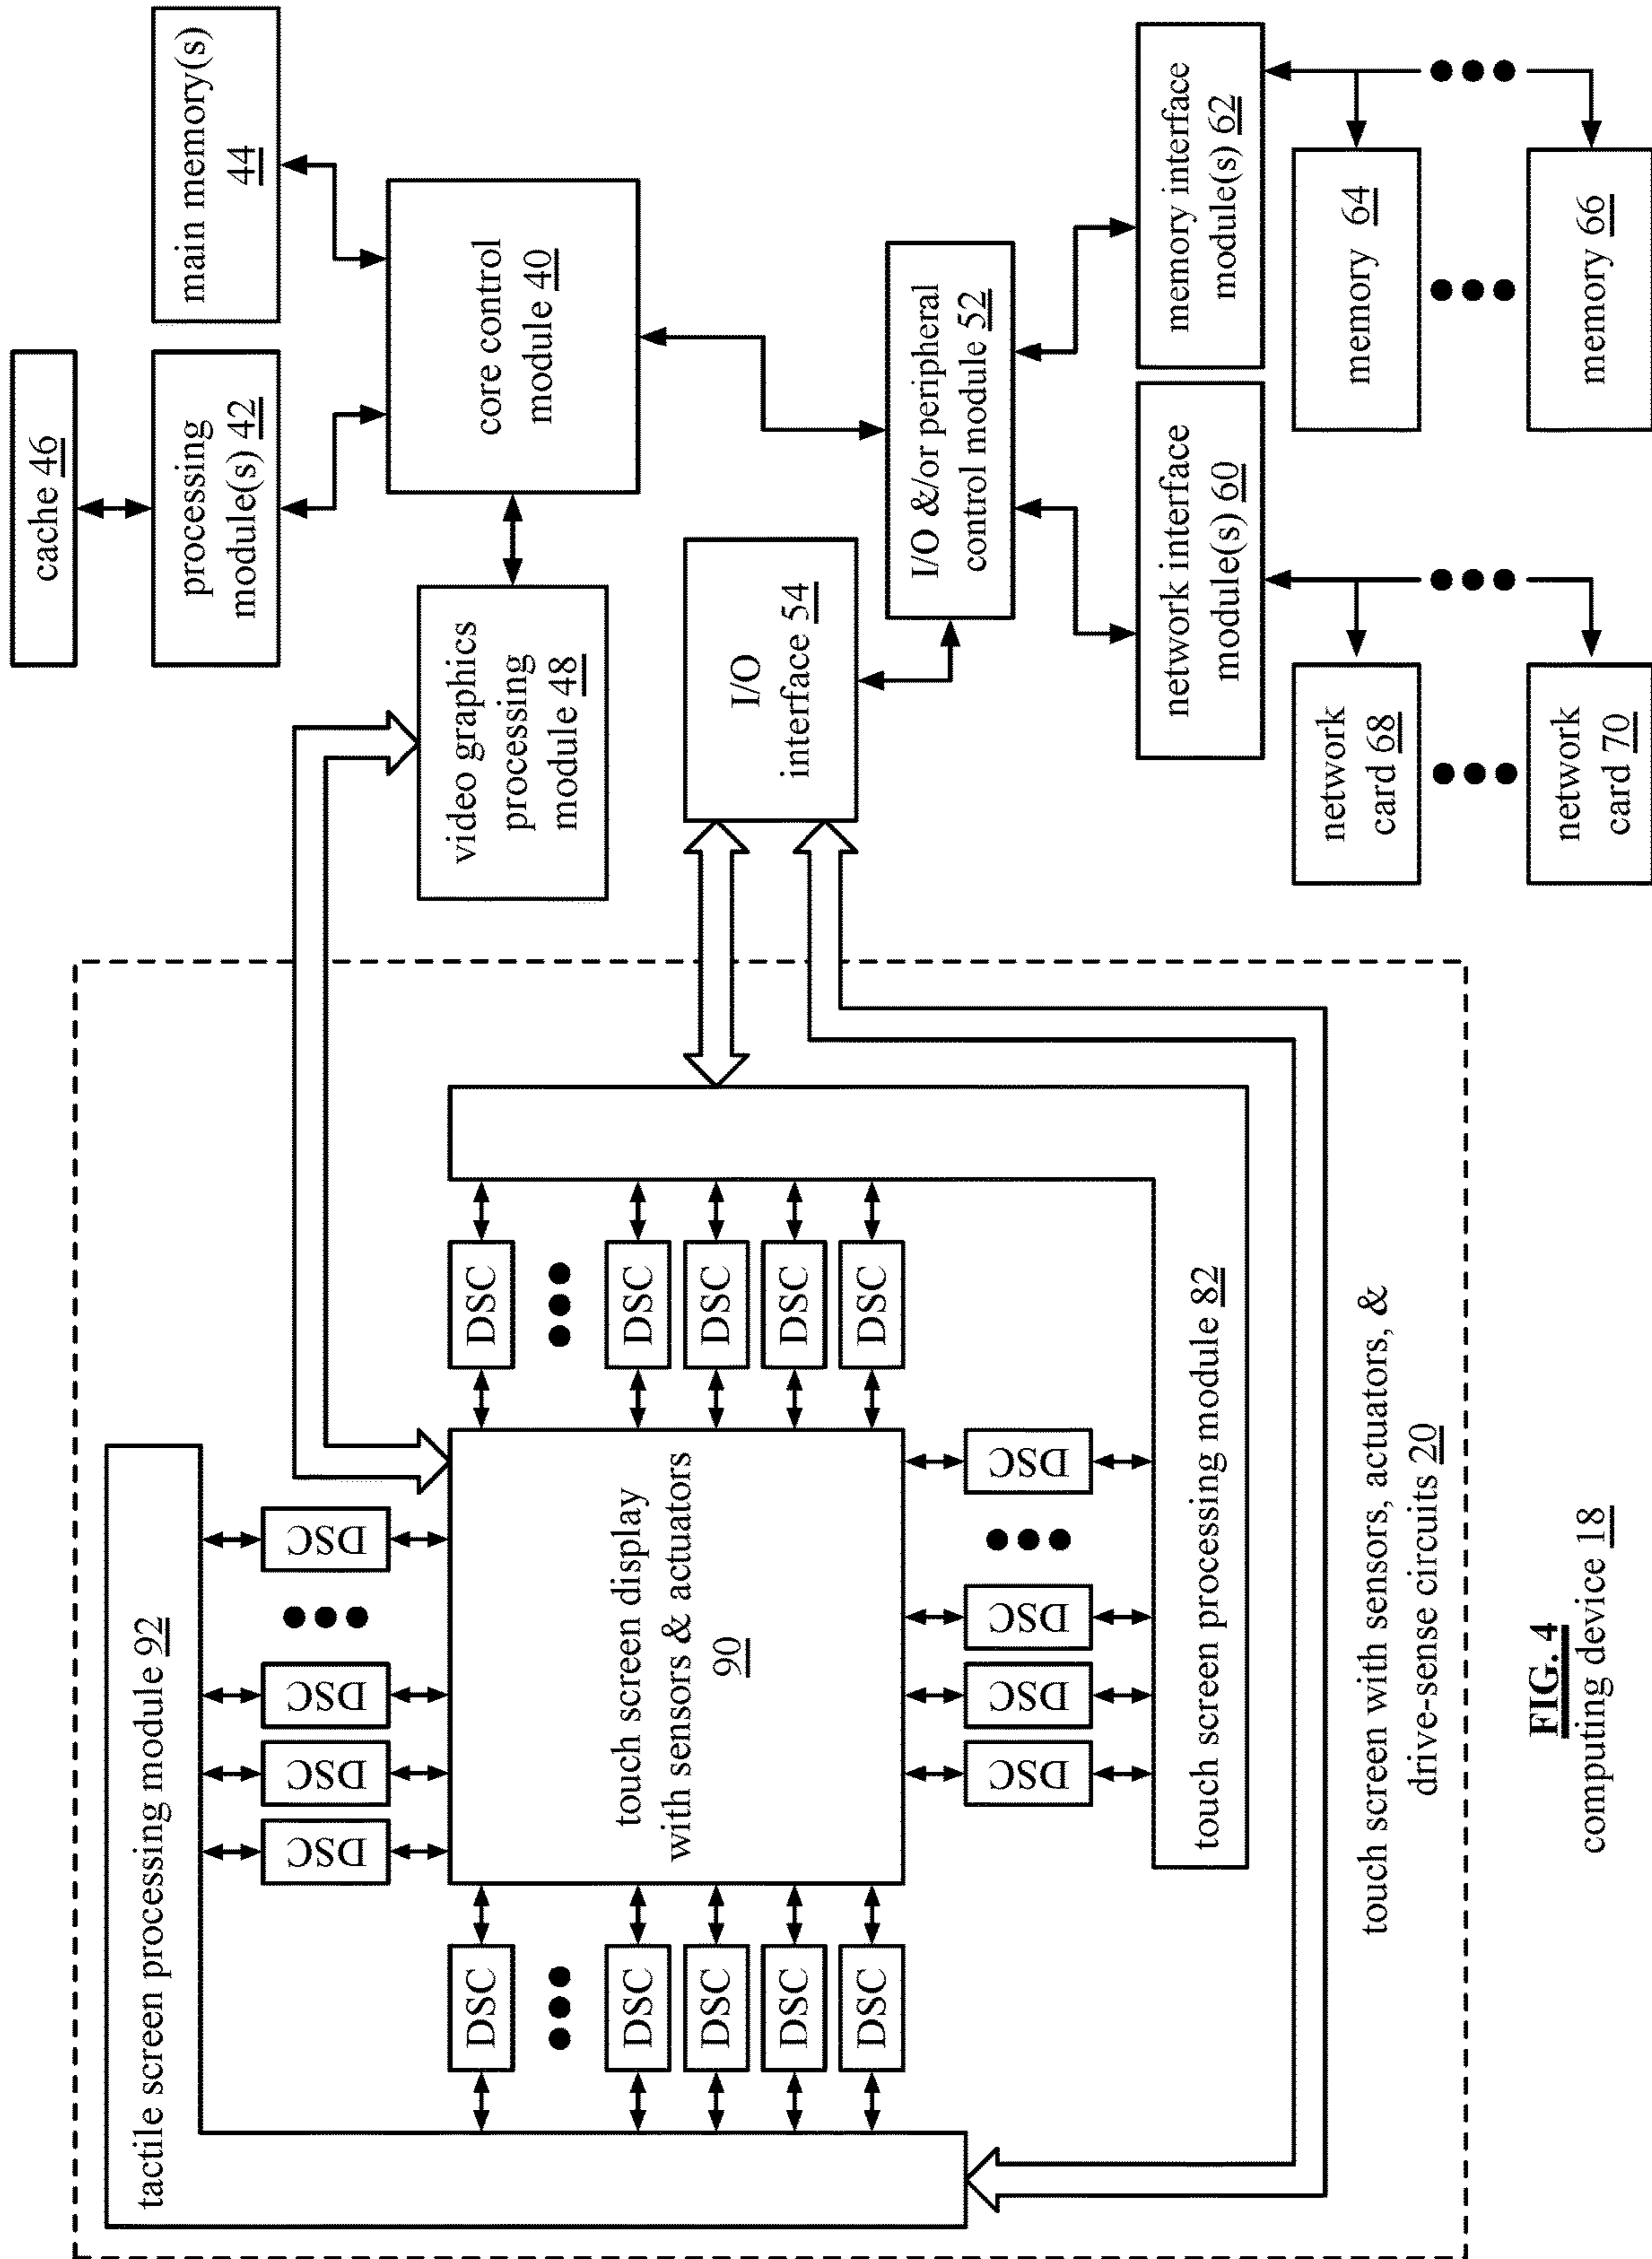 cache 46
tactile screen processing module 92
processing
module(s) 42
main memory(s)
44
DSC
DSC
DSC
DSC
DSC
DSC
DSC
DSC
DSC
touch screen display
with sensors & actuators
90
DSC
DSC
DSC
DSC
DSC
video graphics
processing
module 48
core control
module 40
I/O
interface 54
DSC
DSC
DSC
DSC
I/O &/or peripheral
control module 52
touch screen processing module 82
network interface
module(s) 60
memory interface
module(s) 62
touch screen with sensors, actuators, &
drive-sense circuits 20
network
card 68
memory 64
network
card 70
memory 66
FIG. 4
computing device 18